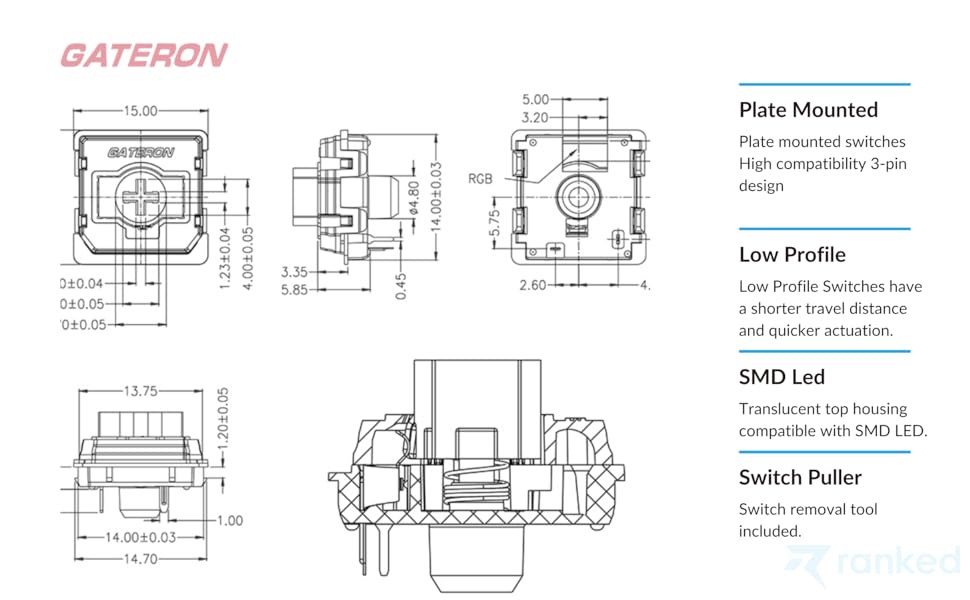 GATERON
15.00
GATERON
0±0.04
0±0.05
0±0.05
1.23±0.04
4.00±0.05
3.35
5.85
0.45
ø4.80
14.00±0.03
5.00
3.20
RGB
5.75
2.60
4.
13.75
1.20±0.05
1.00
14.00±0.03
14.70
Plate Mounted
Plate mounted switches
High compatibility 3-pin
design
Low Profile
Low Profile Switches have
a shorter travel distance
and quicker actuation.
SMD Led
Translucent top housing
compatible with SMD LED.
Switch Puller
Switch removal tool
included.
ranked